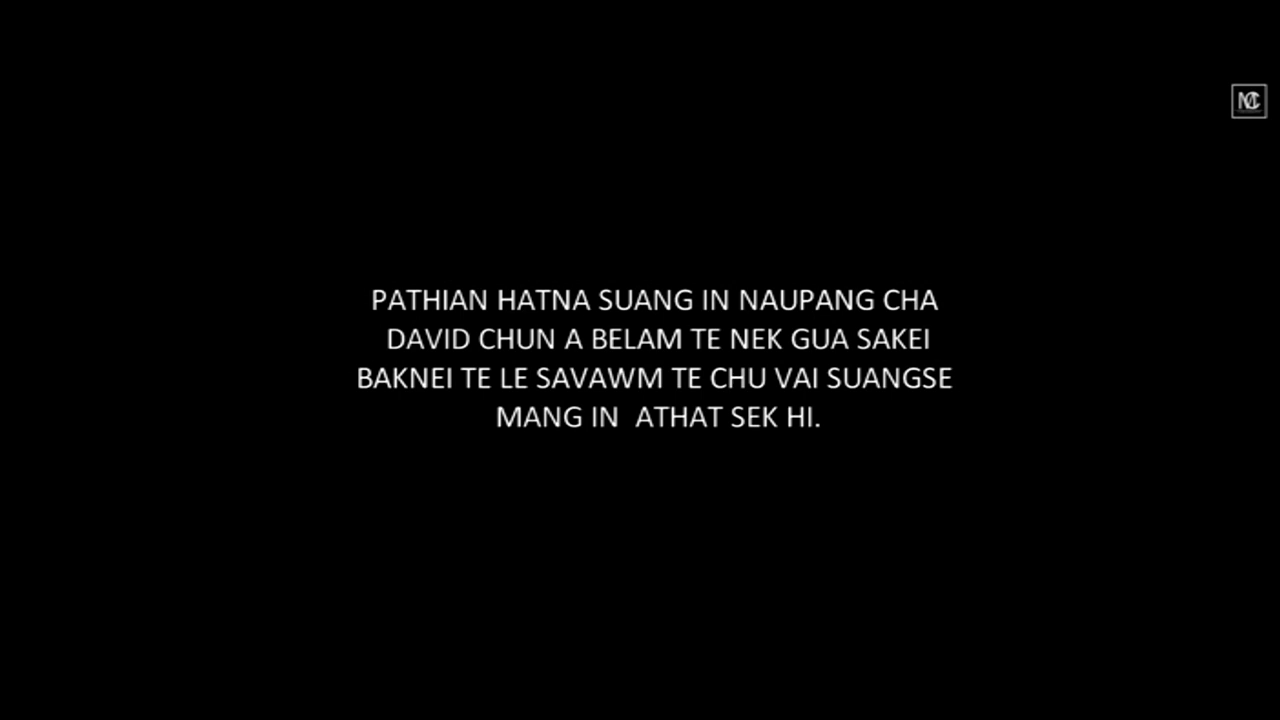 MC
PATHIAN HATNA SUANG IN NAUPANG CHA
DAVID CHUN A BELAM TE NEK GUA SAKEI
BAKNEI TE LE SAVAWM TE CHU VAI SUANGSE
MANG IN ATHAT SEK HI.